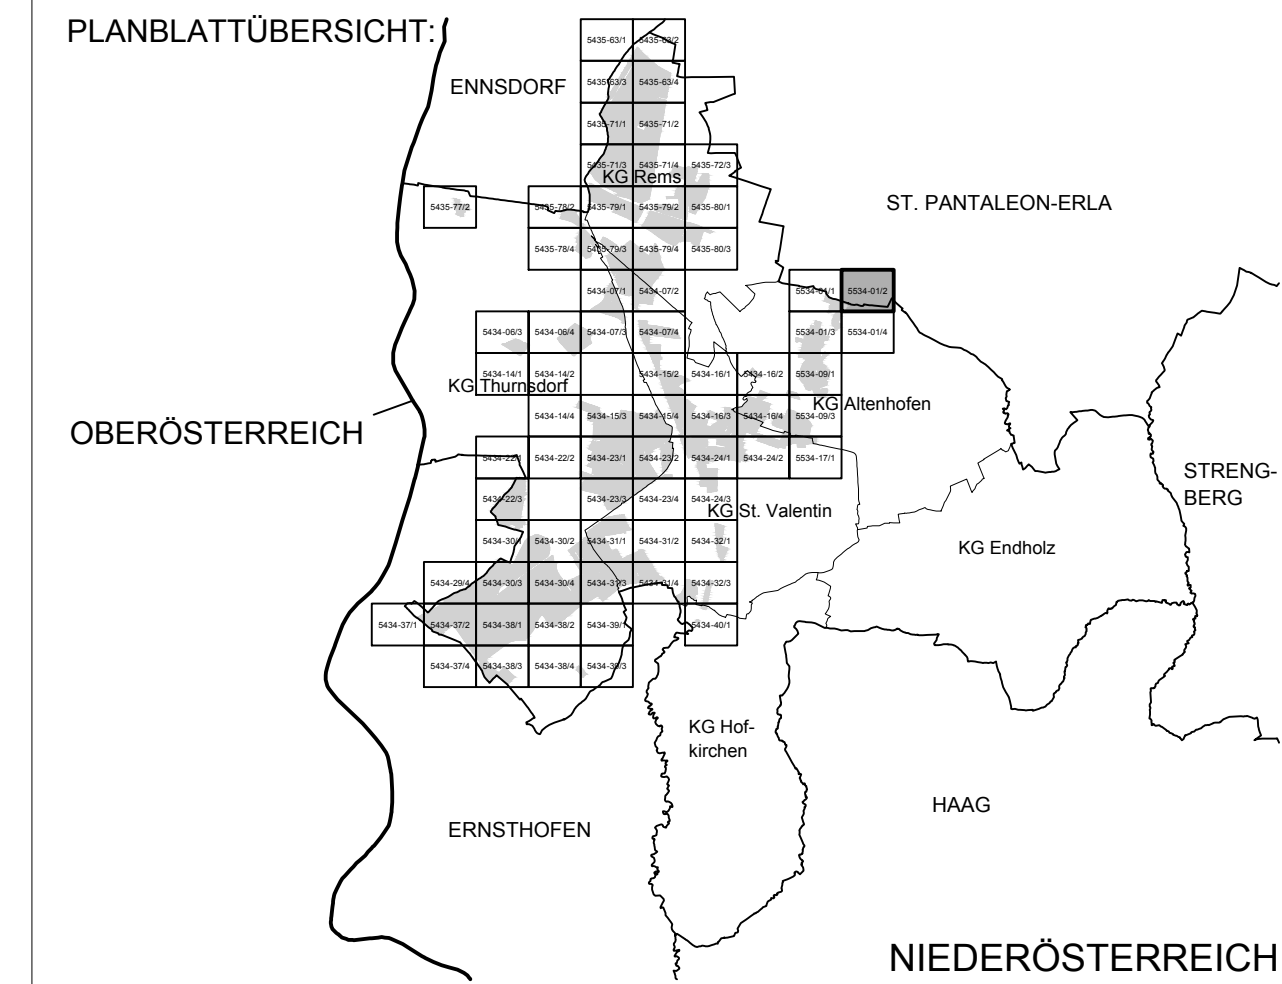 PLANBLATTÜBERSICHT:
5435-63/1 5435-63/2
ENNSDORF
5435-63/3 5435-63/4
5435-71/1 5435-71/2
5435-71/3 5435-71/4 5435-72/3
KG Rems
5435-77/2 5435-78/2 5435-79/1 5435-79/2 5435-80/1
ST. PANTALEON-ERLA
5435-78/4 5435-79/3 5435-79/4 5435-80/3
5434-07/1 5434-07/2 5534-01/1 5534-01/2
5434-06/3 5434-06/4 5434-07/3 5434-07/4 5534-01/3 5534-01/4
5434-14/1 5434-14/2 5434-15/2 5434-16/1 5434-16/2 5534-09/1
KG Thurnsdorf
KG Altenhofen
5434-14/4 5434-15/3 5434-15/4 5434-16/3 5434-16/4 5534-09/3
OBERÖSTERREICH
5434-22/1 5434-22/2 5434-23/1 5434-23/2 5434-24/1 5434-24/2 5534-17/1
STRENG-
BERG
5434-22/3 5434-23/3 5434-23/4 5434-24/3
KG St. Valentin
5434-30/1 5434-30/2 5434-31/1 5434-31/2 5434-32/1
KG Endholz
5434-29/4 5434-30/3 5434-30/4 5434-31/3 5434-31/4 5434-32/3
5434-37/1 5434-37/2 5434-38/1 5434-38/2 5434-39/1 5434-40/1
5434-37/4 5434-38/3 5434-38/4 5434-39/3
KG Hof-
kirchen
HAAG
ERNSTHOFEN
NIEDERÖSTERREICH